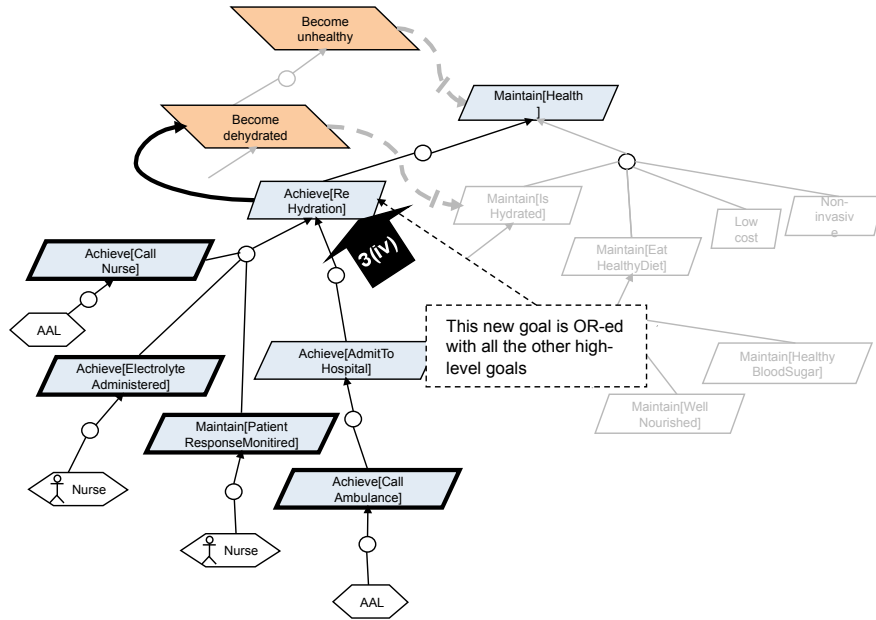 Become
unhealthy
Maintain[Health
]
Become
dehydrated
Achieve[Re
Hydration]
Maintain[Is
Hydrated]
Low
cost
Non-
invasiv
e
Achieve[Call
Nurse]
3(iv)
Maintain[Eat
HealthyDiet]
AAL
This new goal is OR-ed
with all the other high-
level goals
Achieve[Electrolyte
Administered]
Achieve[AdmitTo
Hospital]
Maintain[Healthy
BloodSugar]
Maintain[Well
Nourished]
Maintain[Patient
ResponseMonitired]
Nurse
Achieve[Call
Ambulance]
Nurse
AAL